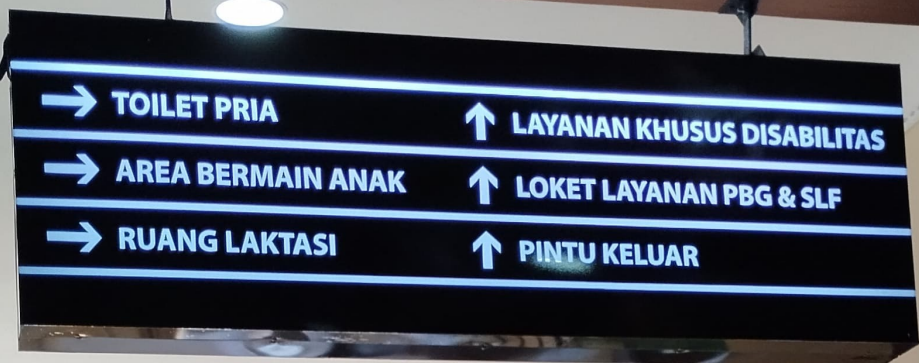 TOILET PRIA
AREA BERMAIN ANAK
RUANG LAKTASI
LAYANAN KHUSUS DISABILITAS
LOKET LAYANAN PBG & SLF
PINTU KELUAR